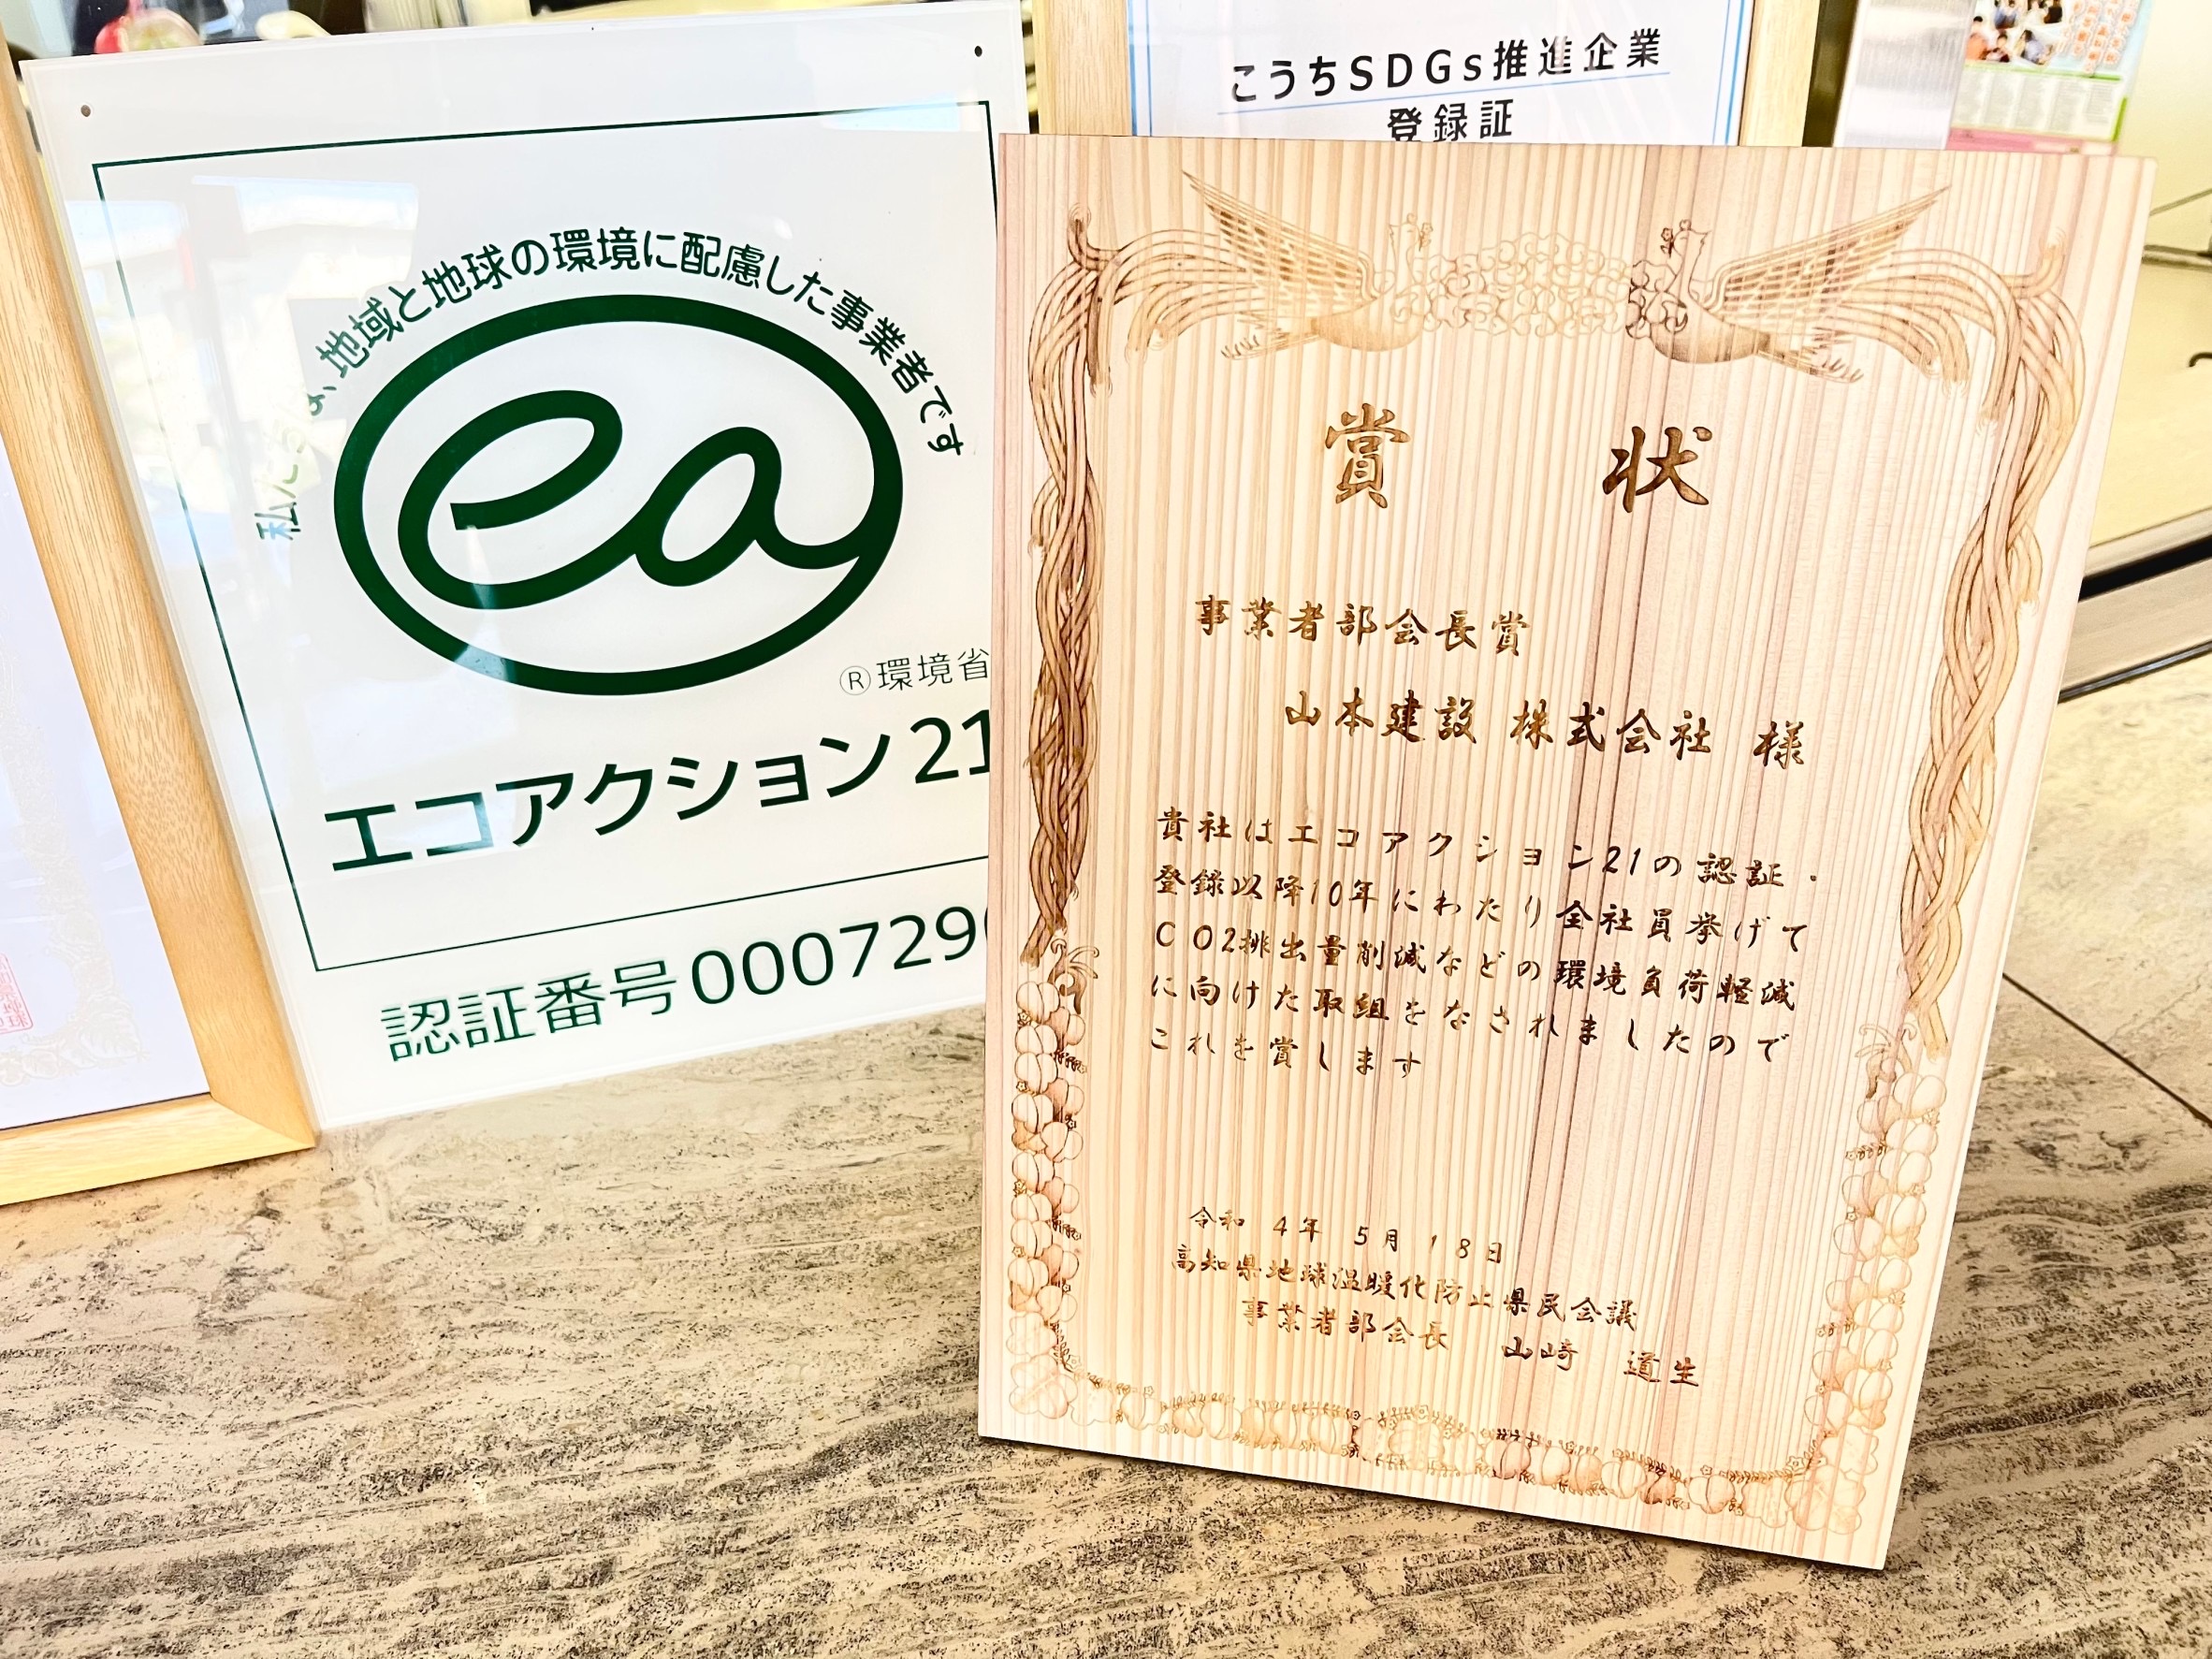 私たちは、地域と地球の環境に配慮した事業者です
ea
®環境省
エコアクション21
認証番号000729
こうちSDGs推進企業
登録証
賞 状
事業者部会長賞
山本建設 株式会社 様
貴社はエコアクション21の認証・
登録以降10年にわたり全社員挙げて
CO2排出量削減などの環境負荷軽減
に向けた取組をなされましたので
これを賞します
令和 4年 5月 18日
高知県地球温暖化防止県民会議
事業者部会長 山崎 道生